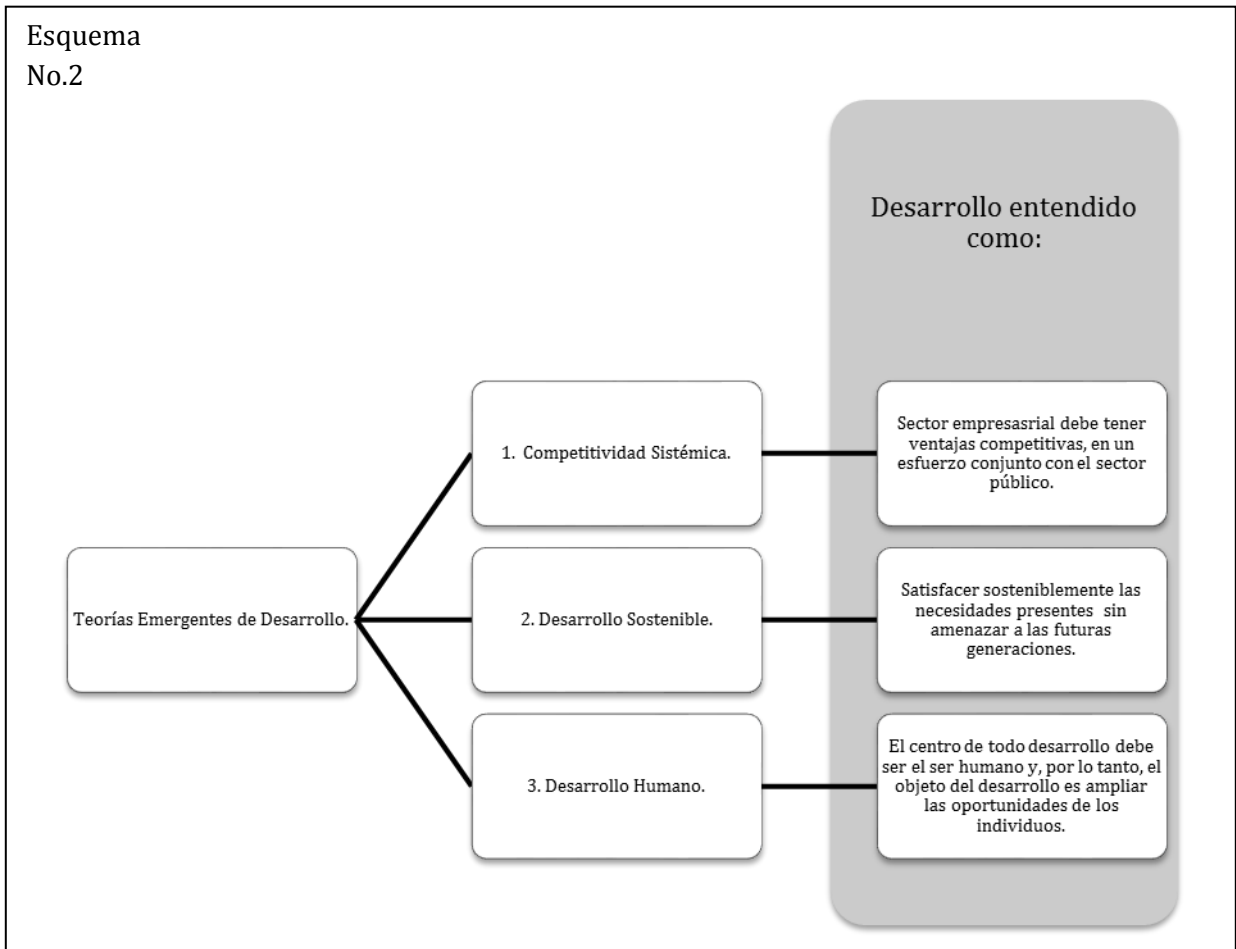 Esquema
No.2
Desarrollo entendido
como:
Teorías Emergentes de Desarrollo.
1. Competitividad Sistémica.
Sector empresasrial debe tener
ventajas competitivas, en un
esfuerzo conjunto con el sector
público.
2. Desarrollo Sostenible.
Satisfacer sosteniblemente las
necesidades presentes sin
amenazar a las futuras
generaciones.
3. Desarrollo Humano.
El centro de todo desarrollo debe
ser el ser humano y, por lo tanto, el
objeto del desarrollo es ampliar
las oportunidades de los
individuos.